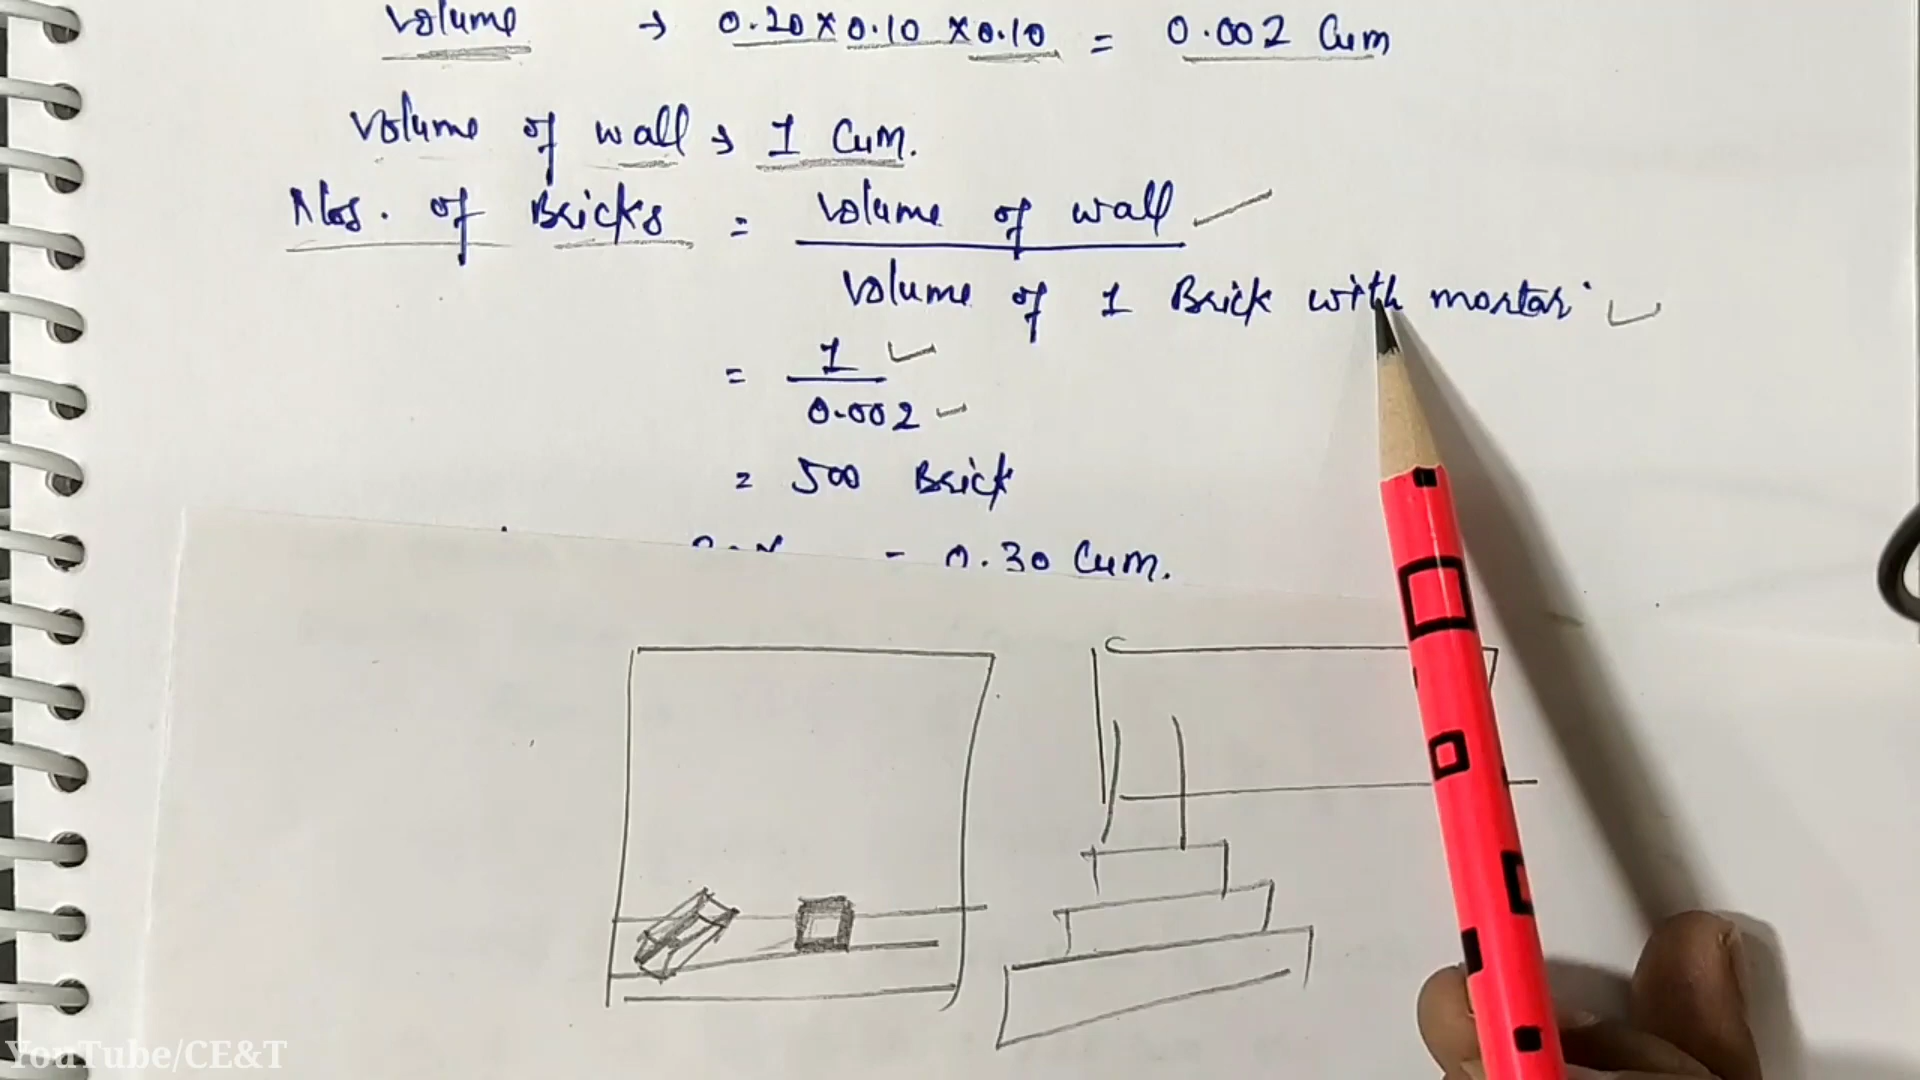 Volume → 0.20 × 0.10 × 0.10 = 0.002 Cum
Volume of wall → 1 Cum.
Nos. of Bricks = Volume of wall
Volume of 1 Brick with mortar
= 1
0.002
= 500 Brick
= 0.30 Cum.
YouTube/CE&T